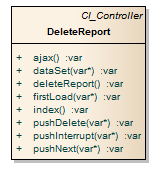 CI_Controller
DeleteReport
+ ajax() :var
+ dataSet(var*) :var
+ deleteReport() :var
+ firstLoad(var*) :var
+ index() :var
+ pushDelete(var*) :var
+ pushInterrupt(var*) :var
+ pushNext(var*) :var